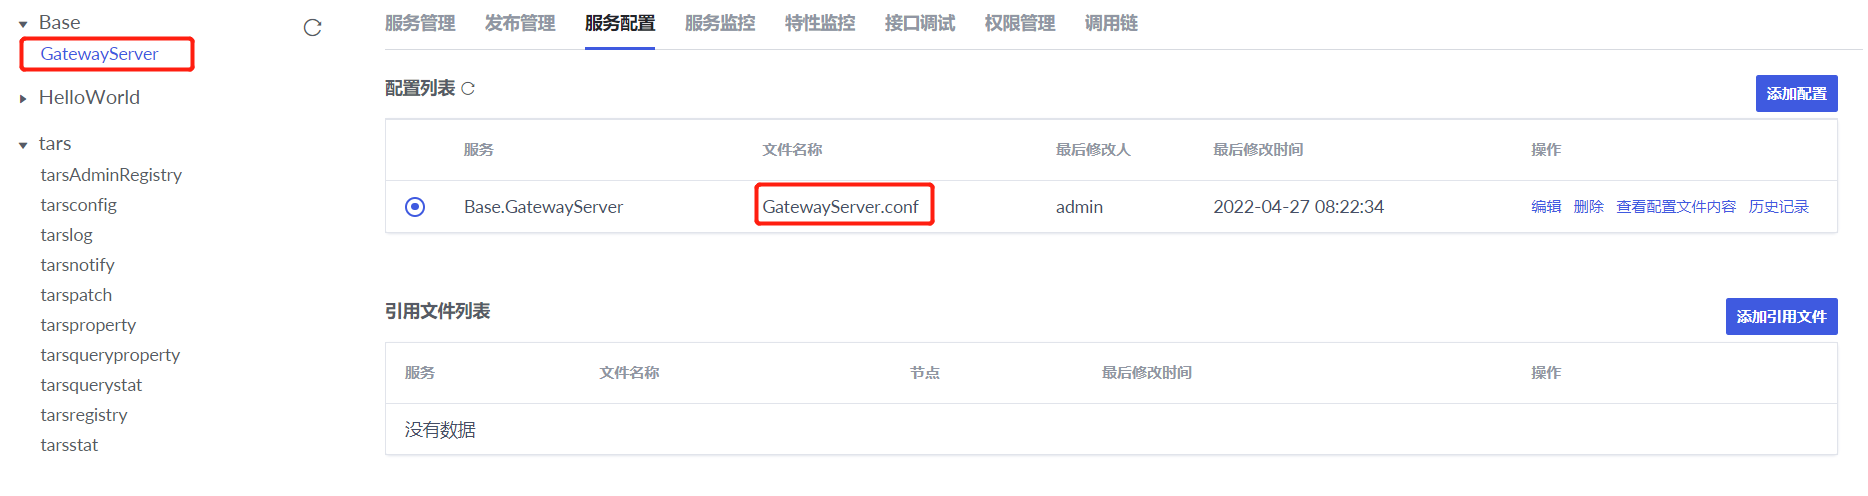 Base
GatewayServer
HelloWorld
tars
tarsAdminRegistry
tarsconfig
tarslog
tarsnotify
tarspatch
tarsproperty
tarsqueryproperty
tarsquerystat
tarsregistry
tarsstat
服务管理 发布管理 服务配置 服务监控 特性监控 接口调试 权限管理 调用链
配置列表 添加配置
服务 文件名称 最后修改人 最后修改时间 操作
Base.GatewayServer GatewayServer.conf admin 2022-04-27 08:22:34 编辑 删除 查看配置文件内容 历史记录
引用文件列表 添加引用文件
服务 文件名称 节点 最后修改时间 操作
没有数据